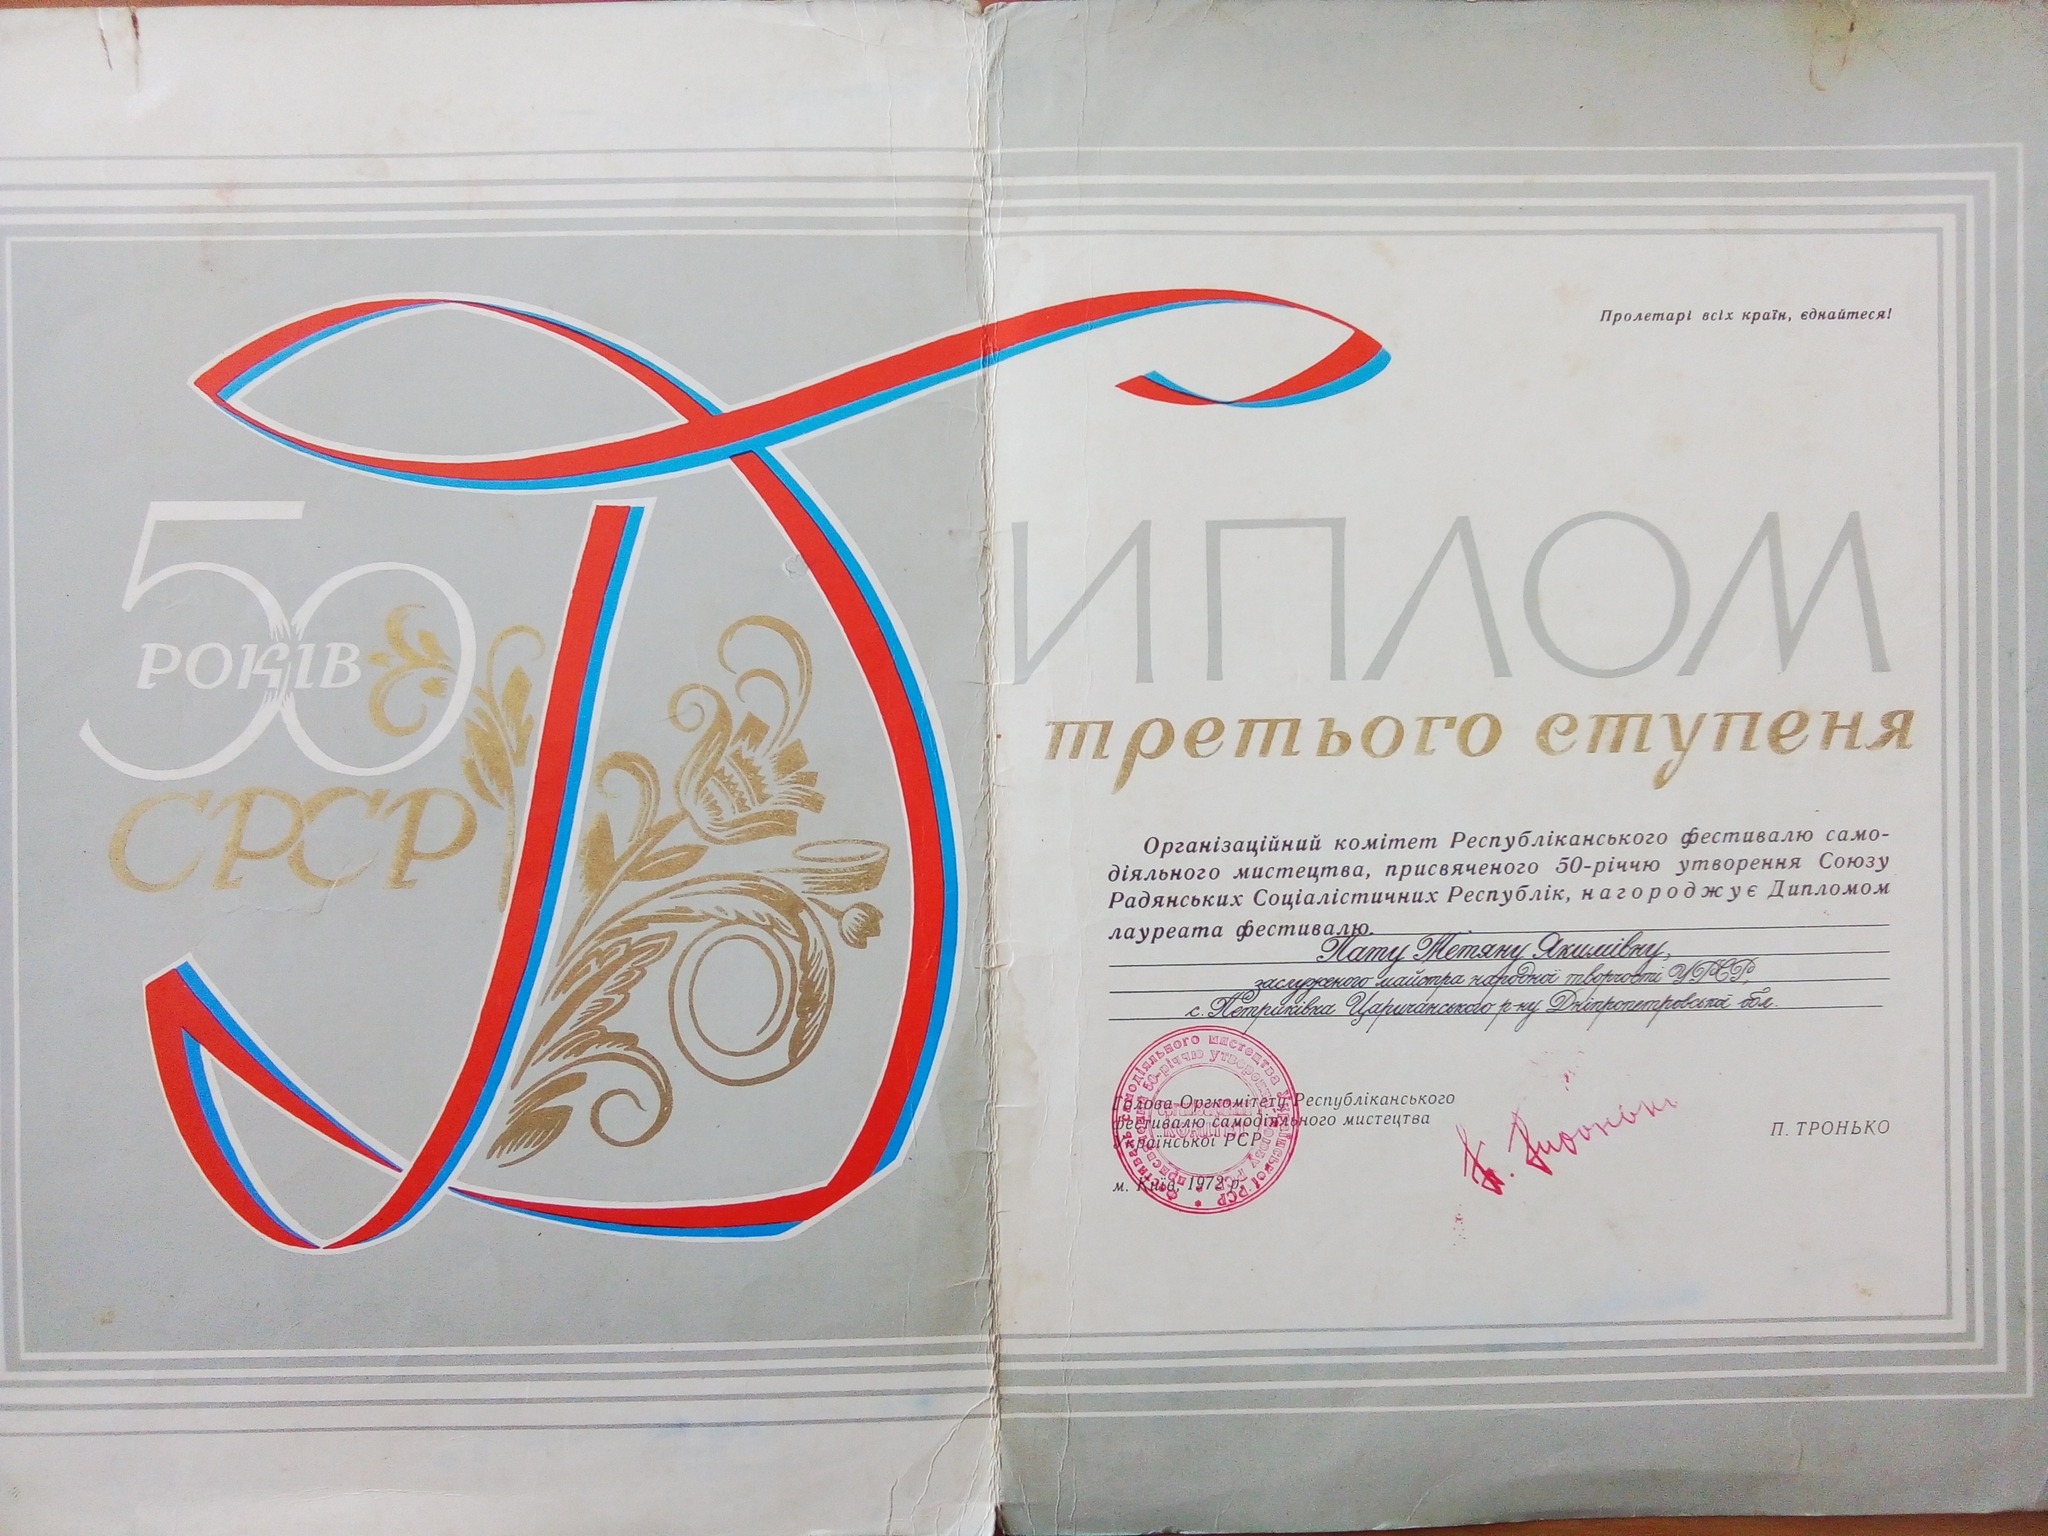 50
РОКІВ
СРСР
Пролетарі всіх країн, єднайтеся!
ДИПЛОМ
третього ступеня
Організаційний комітет Республіканського фестивалю само-
діяльного мистецтва, присвяченого 50-річчю утворення Союзу
Радянських Соціалістичних Республік, нагороджує Дипломом
лауреата фестивалю
Пату Тетяну Якимівну,
заслуженого майстра народної творчості УРСР,
с. Петриківка Царичанського р-ну Дніпропетровської обл.
Голова Оргкомітету Республіканського
фестивалю самодіяльного мистецтва
Української РСР
П. ТРОНЬКО
м. Київ, 1972 р.